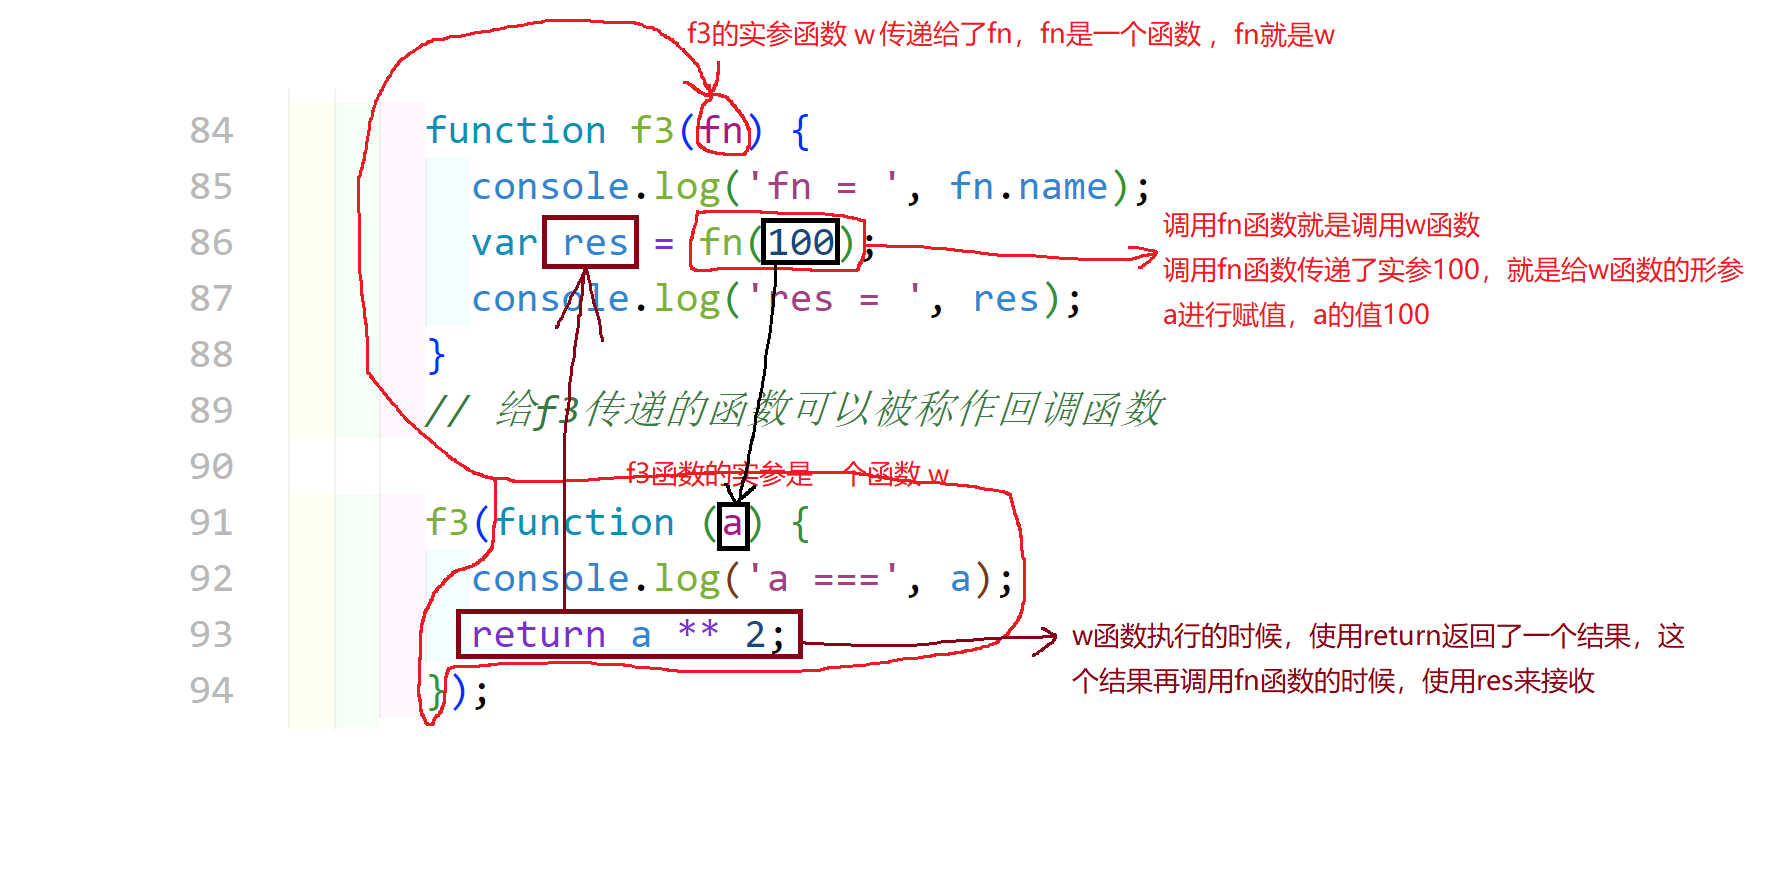 f3的实参函数 w 传递给了fn，fn是一个函数 ，fn就是w
84 function f3(fn) {
85 console.log('fn = ', fn.name);
86 var res = fn(100);
调用fn函数就是调用w函数
调用fn函数传递了实参100，就是给w函数的形参
a进行赋值，a的值100
87 console.log('res = ', res);
88 }
89 // 给f3传递的函数可以被称作回调函数
90
f3函数的实参是一个函数 w
91 f3(function (a) {
92 console.log('a ===', a);
93 return a ** 2;
w函数执行的时候，使用return返回了一个结果，这
个结果再调用fn函数的时候，使用res来接收
94 });